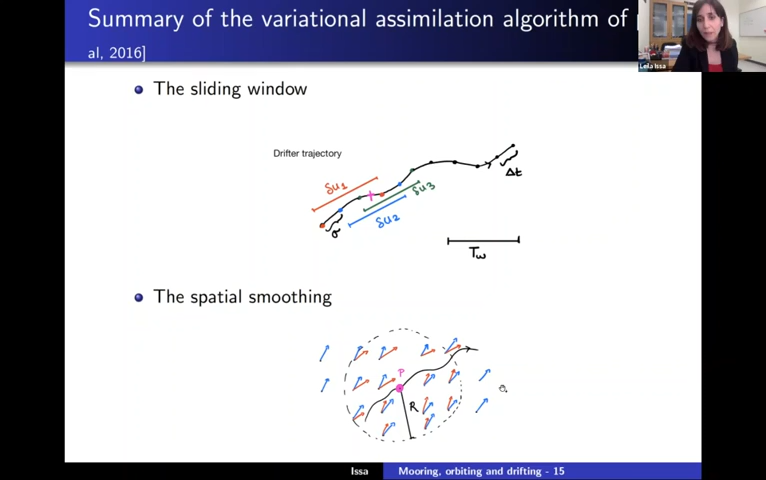 Summary of the variational assimilation algorithm of
al, 2016]
Leila Issa
The sliding window
Drifter trajectory
Δt
δu1
δu3
δu2
σ
Tw
The spatial smoothing
P
R
Issa Mooring, orbiting and drifting - 15